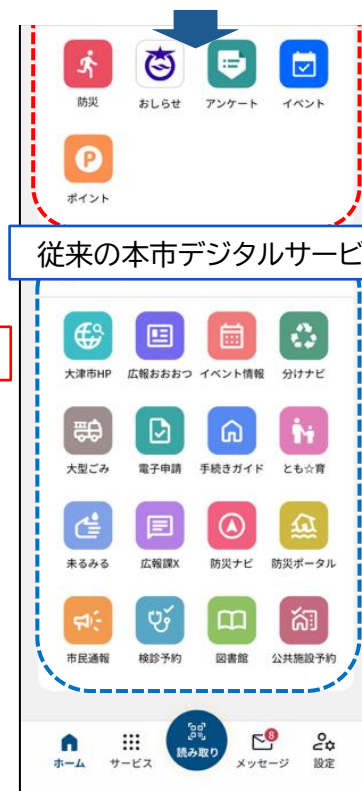 防災 おしらせ アンケート イベント
P
ポイント
従来の本市デジタルサービ
大津市HP 広報おおおつ イベント情報 分けナビ
大型ごみ 電子申請 手続きガイド とも☆育
未るみる 広報課X 防災ナビ 防災ポータル
市民通報 検診予約 図書館 公共施設予約
8
ホーム サービス 読み取り メッセージ 設定